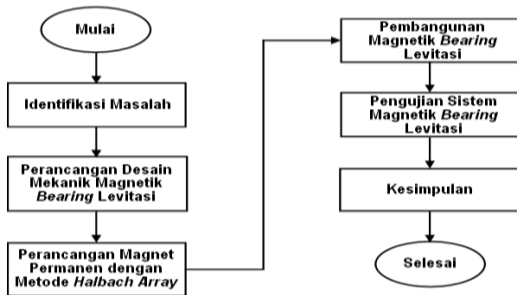 Mulai
Identifikasi Masalah
Perancangan Desain
Mekanik Magnetik
Bearing Levitasi
Perancangan Magnet
Permanen dengan
Metode Halbach Array
Pembangunan
Magnetik Bearing
Levitasi
Pengujian Sistem
Magnetik Bearing
Levitasi
Kesimpulan
Selesai